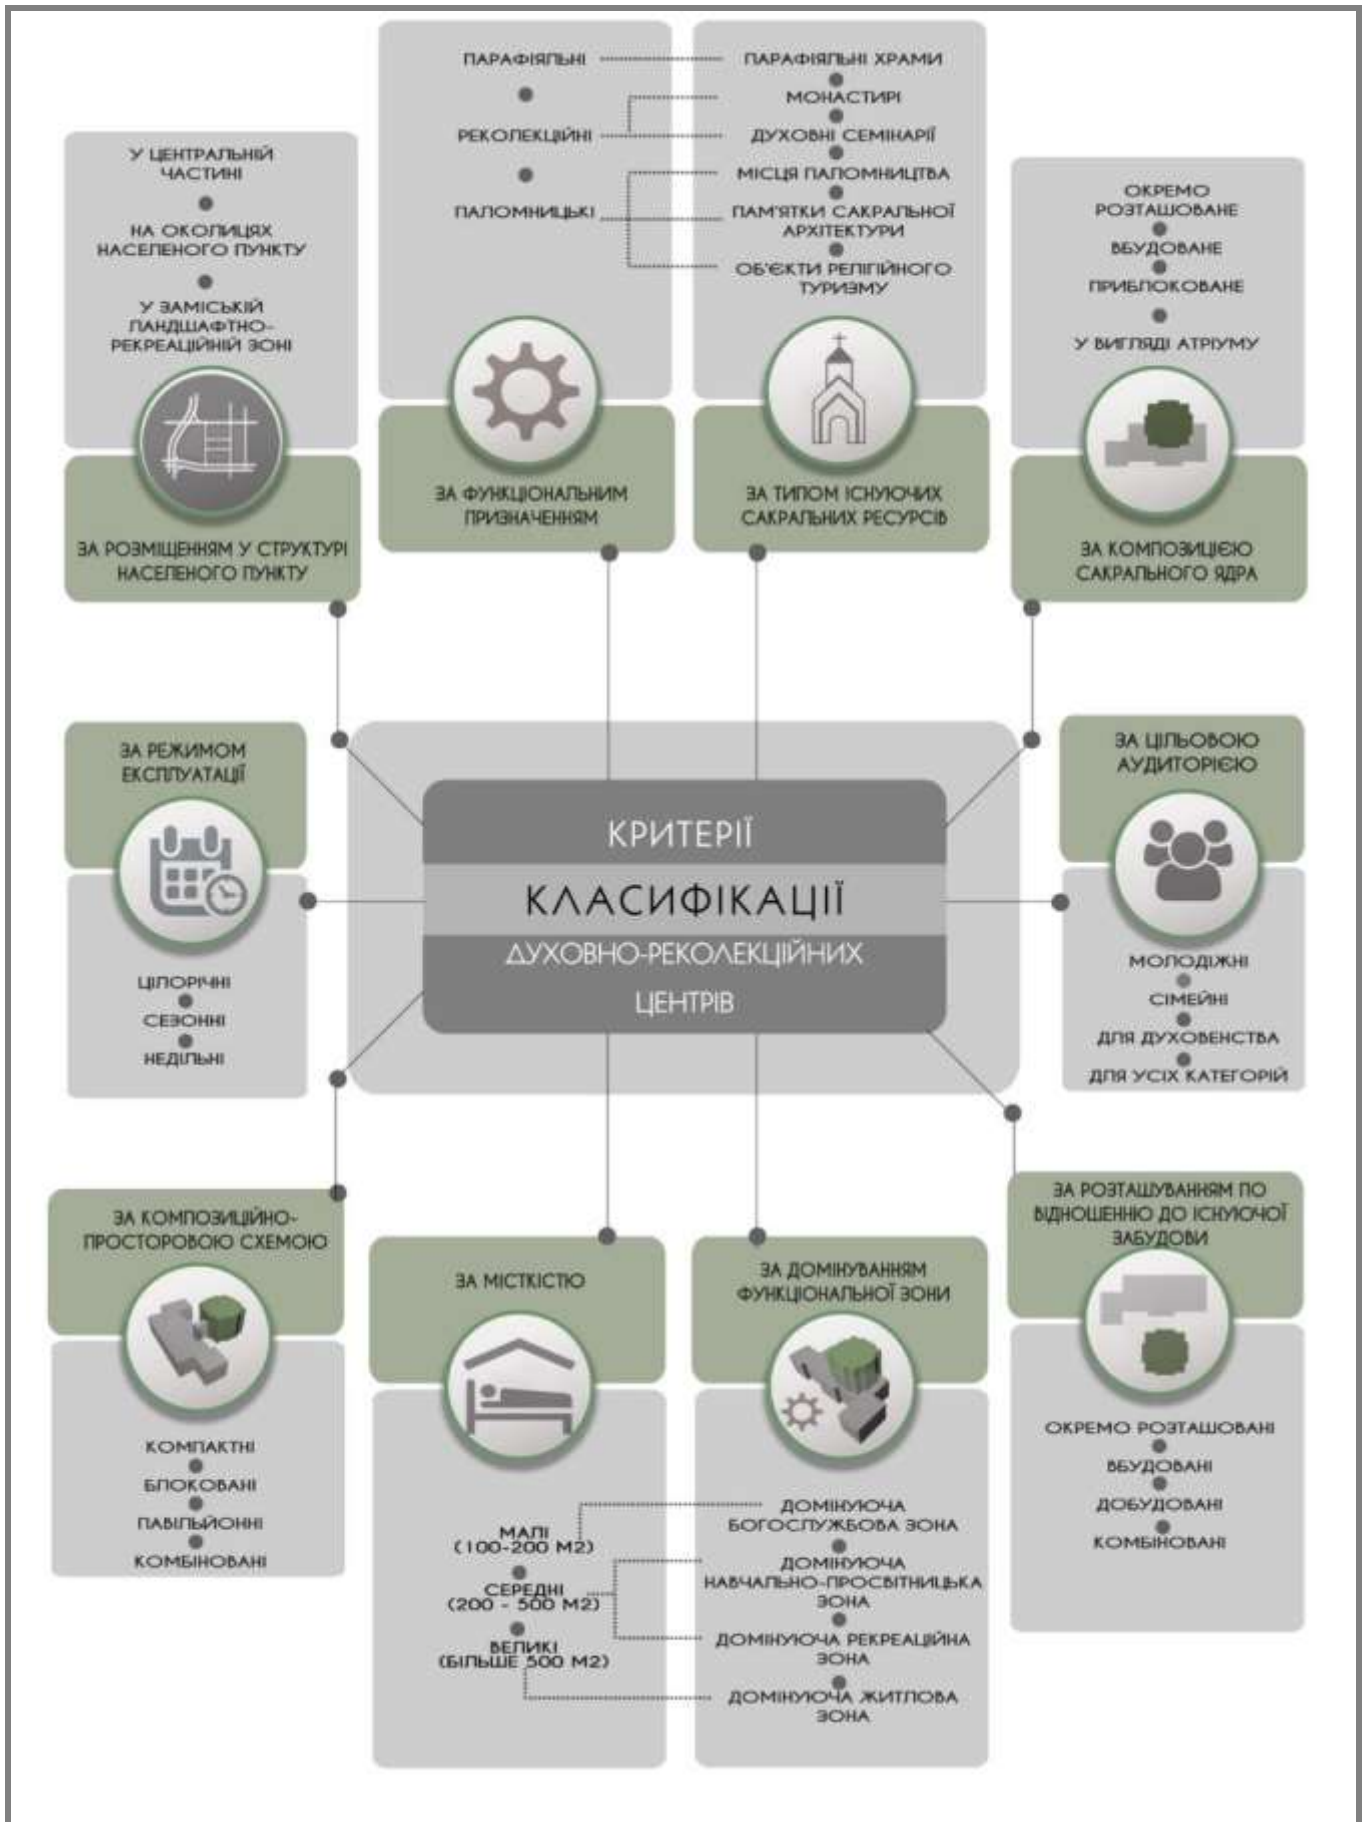 ПАРАФІЯЛЬНІ
РЕКОЛЕКЦІЙНІ
ПАЛОМНИЦЬКІ
ЗА ФУНКЦІОНАЛЬНИМ
ПРИЗНАЧЕННЯМ
ПАРАФІЯЛЬНІ ХРАМИ
МОНАСТИРІ
ДУХОВНІ СЕМІНАРІЇ
МІСЦЯ ПАЛОМНИЦТВА
ПАМ'ЯТКИ САКРАЛЬНОЇ
АРХІТЕКТУРИ
ОБ'ЄКТИ РЕЛІГІЙНОГО
ТУРИЗМУ
ЗА ТИПОМ ІСНУЮЧИХ
САКРАЛЬНИХ РЕСУРСІВ
У ЦЕНТРАЛЬНІЙ
ЧАСТИНІ
НА ОКОЛИЦЯХ
НАСЕЛЕНОГО ПУНКТУ
У ЗАМІСЬКІЙ
ЛАНДШАФТНО-
РЕКРЕАЦІЙНІЙ ЗОНІ
ЗА РОЗМІЩЕННЯМ У СТРУКТУРІ
НАСЕЛЕНОГО ПУНКТУ
ОКРЕМО
РОЗТАШОВАНЕ
ВБУДОВАНЕ
ПРИБЛОКОВАНЕ
У ВИГЛЯДІ АТРІУМУ
ЗА КОМПОЗИЦІЄЮ
САКРАЛЬНОГО ЯДРА
ЗА РЕЖИМОМ
ЕКСПЛУАТАЦІЇ
ЦІЛОРІЧНІ
СЕЗОННІ
НЕДІЛЬНІ
КРИТЕРІЇ
КЛАСИФІКАЦІЇ
ДУХОВНО-РЕКОЛЕКЦІЙНИХ
ЦЕНТРІВ
ЗА ЦІЛЬОВОЮ
АУДИТОРІЄЮ
МОЛОДІЖНІ
СІМЕЙНІ
ДЛЯ ДУХОВЕНСТВА
ДЛЯ УСІХ КАТЕГОРІЙ
ЗА КОМПОЗИЦІЙНО-
ПРОСТОРОВОЮ СХЕМОЮ
КОМПАКТНІ
БЛОКОВАНІ
ПАВІЛЬЙОННІ
КОМБІНОВАНІ
ЗА МІСТКІСТЮ
МАЛІ
(100-200 М2)
СЕРЕДНІ
(200 - 500 М2)
ВЕЛИКІ
(БІЛЬШЕ 500 М2)
ЗА ДОМІНУВАННЯМ
ФУНКЦІОНАЛЬНОЇ ЗОНИ
ДОМІНУЮЧА
БОГОСЛУЖБОВА ЗОНА
ДОМІНУЮЧА
НАВЧАЛЬНО-ПРОСВІТНИЦЬКА
ЗОНА
ДОМІНУЮЧА РЕКРЕАЦІЙНА
ЗОНА
ДОМІНУЮЧА ЖИТЛОВА
ЗОНА
ЗА РОЗТАШУВАННЯМ ПО
ВІДНОШЕННЮ ДО ІСНУЮЧОЇ
ЗАБУДОВИ
ОКРЕМО РОЗТАШОВАНІ
ВБУДОВАНІ
ДОБУДОВАНІ
КОМБІНОВАНІ